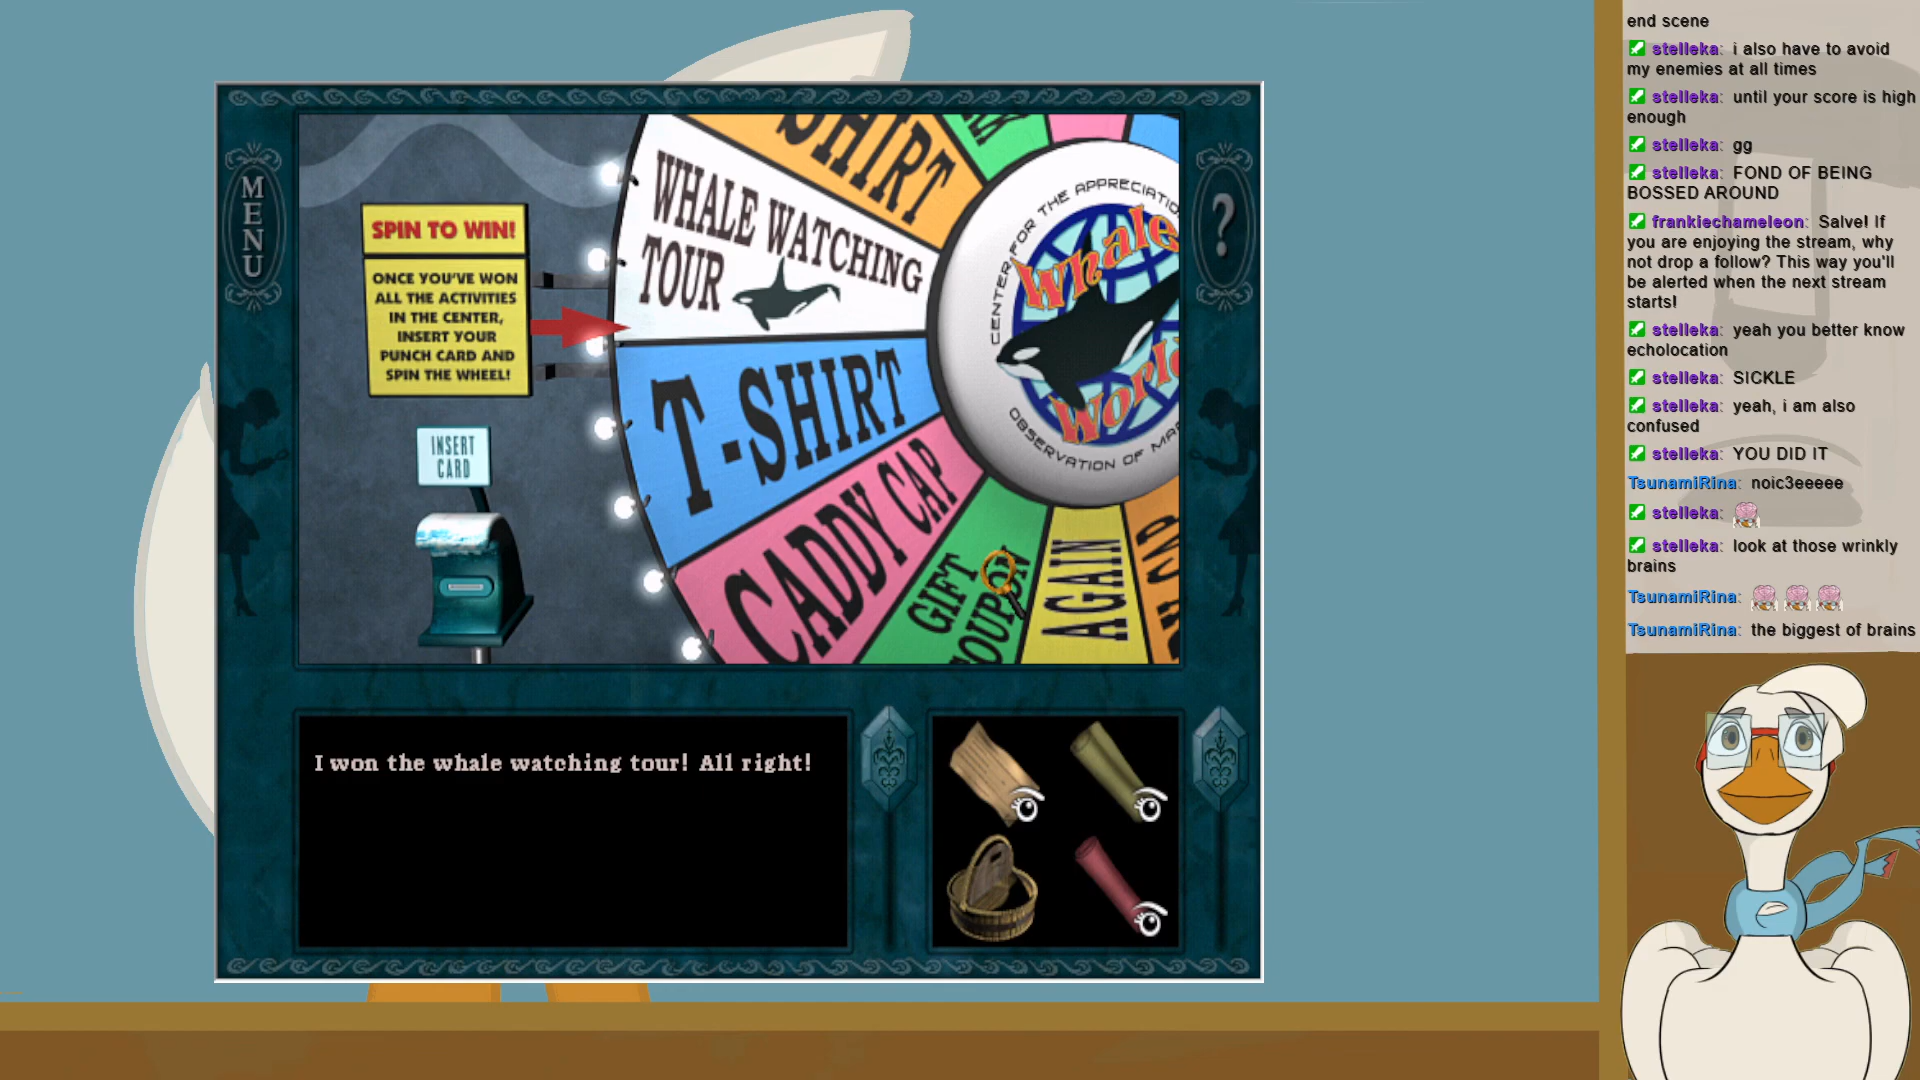 MENU
SPIN TO WIN!
ONCE YOU'VE WON
ALL THE ACTIVITIES
IN THE CENTER,
INSERT YOUR
PUNCH CARD AND
SPIN THE WHEEL!
INSERT
CARD
SHIRT
WHALE WATCHING
TOUR
T-SHIRT
CADDY CAP
GIFT
COUPON
AGAIN
CAP
CENTER FOR THE APPRECIATIO
Whale
World
OBSERVATION OF MA
?
I won the whale watching tour! All right!
end scene
stelleka: i also have to avoid
my enemies at all times
stelleka: until your score is high
enough
stelleka: gg
stelleka: FOND OF BEING
BOSSED AROUND
frankiechameleon: Salve! If
you are enjoying the stream, why
not drop a follow? This way you'll
be alerted when the next stream
starts!
stelleka: yeah you better know
echolocation
stelleka: SICKLE
stelleka: yeah, i am also
confused
stelleka: YOU DID IT
TsunamiRina: noic3eeeee
stelleka:
stelleka: look at those wrinkly
brains
TsunamiRina:
TsunamiRina: the biggest of brains